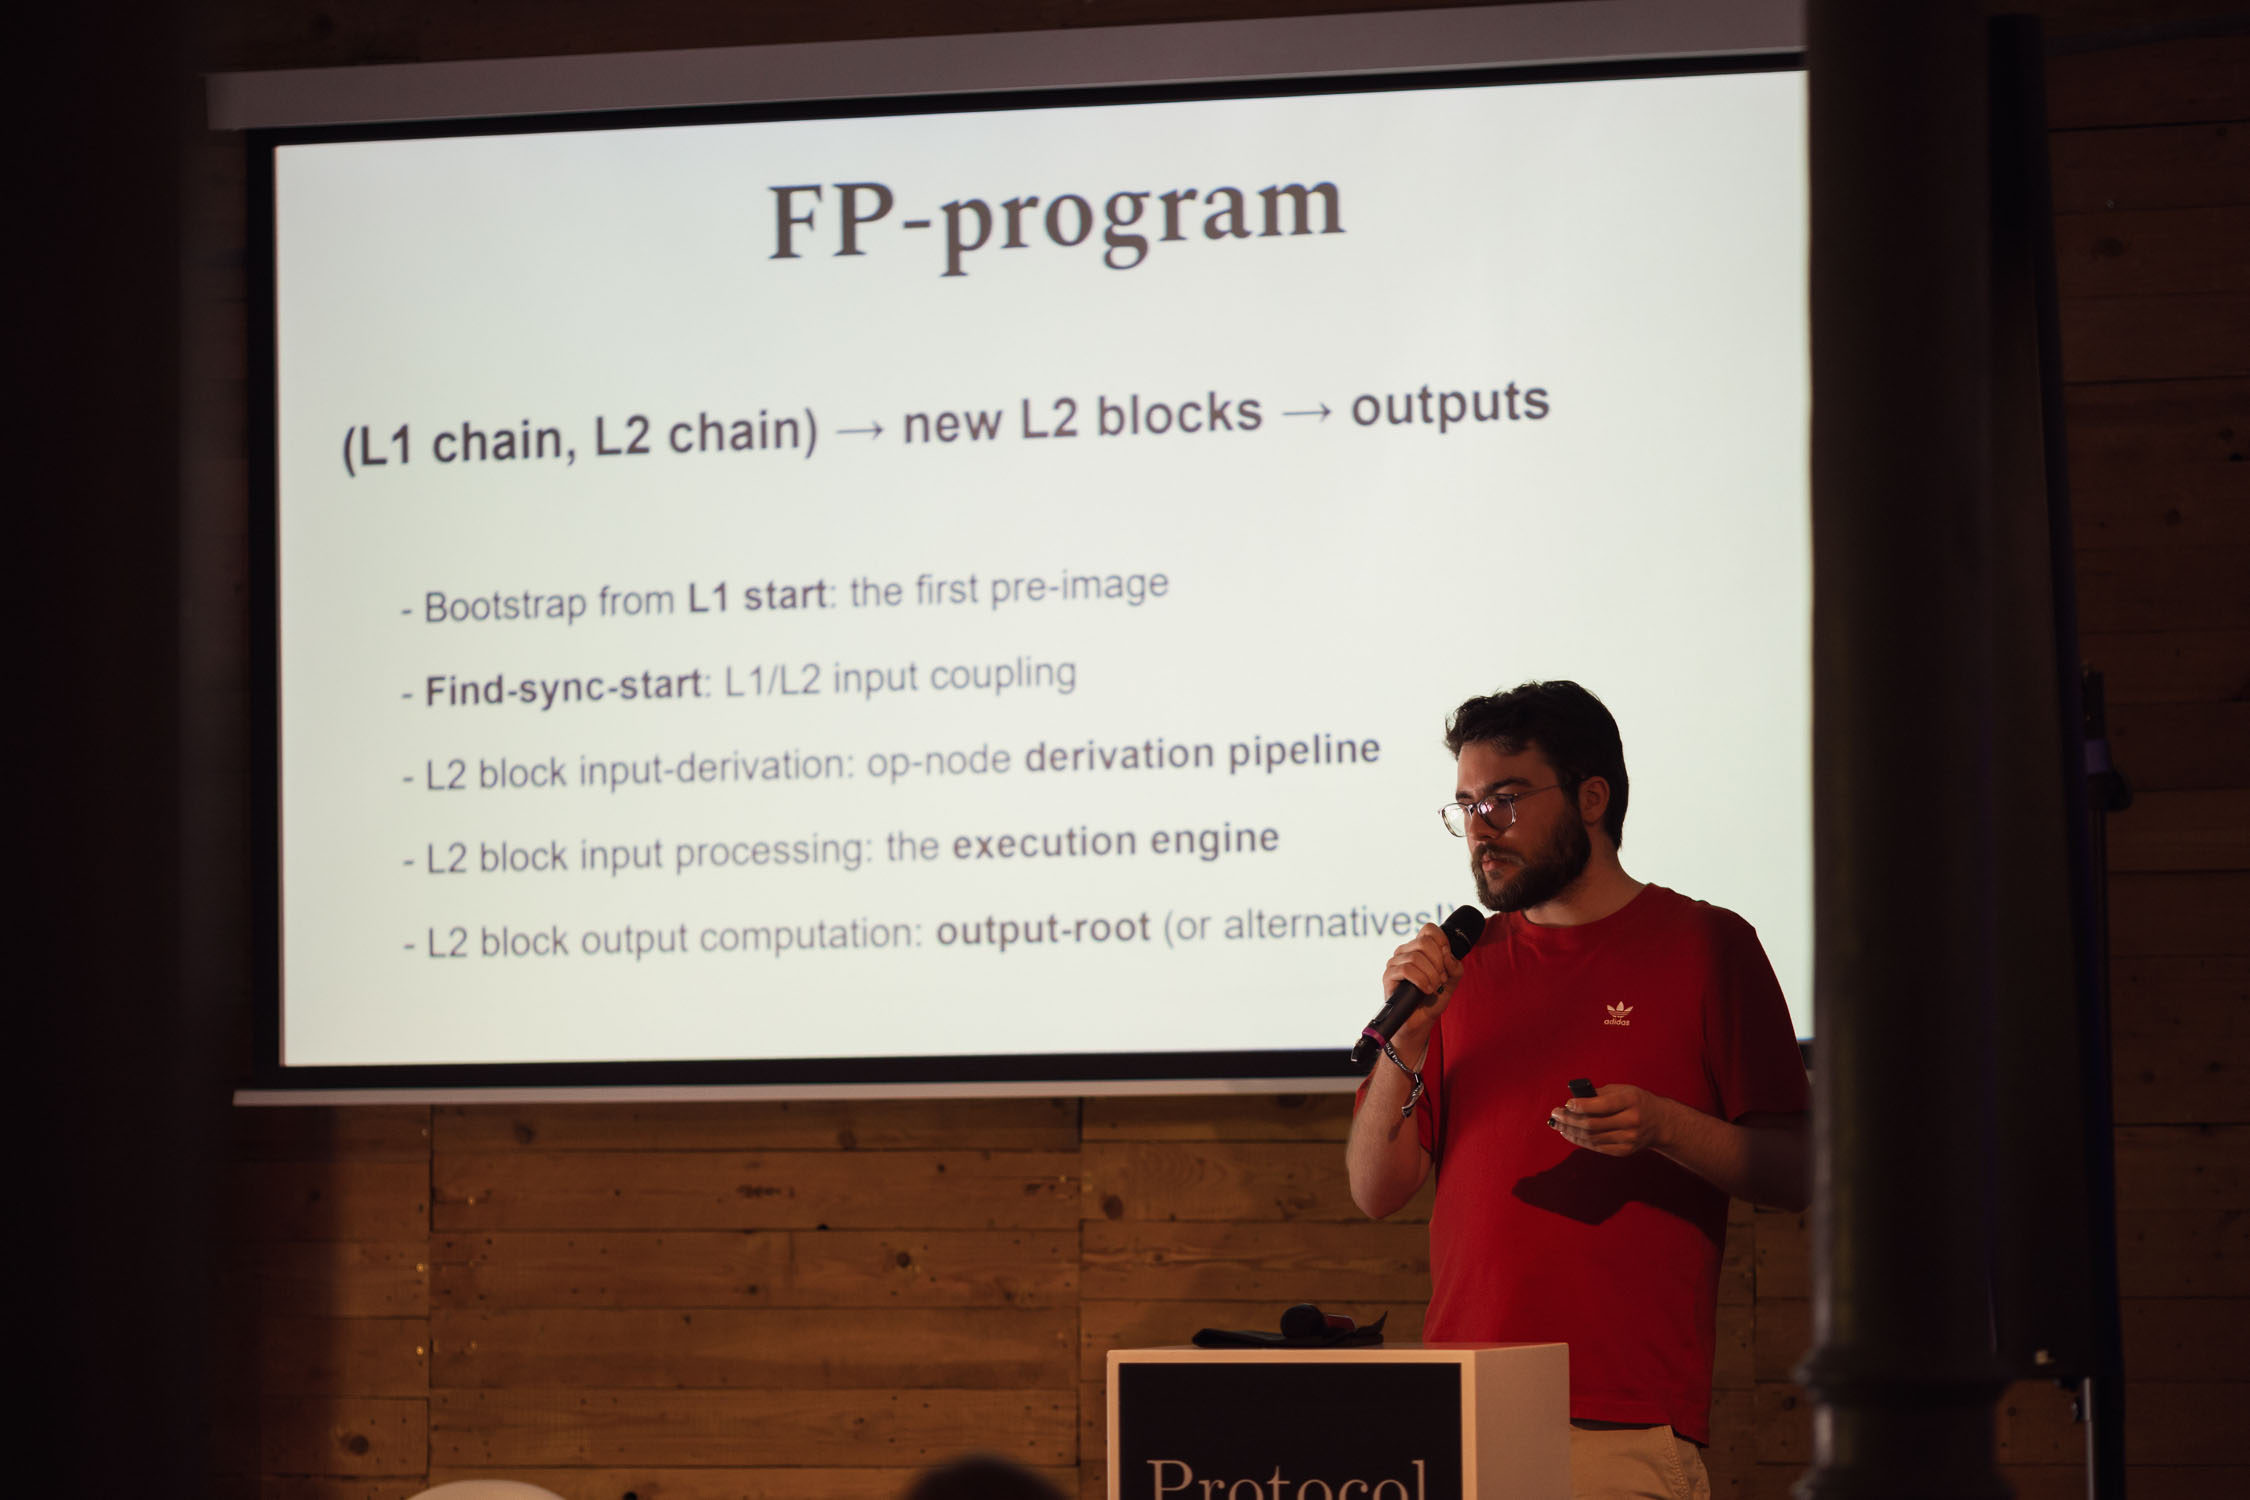 FP-program
(L1 chain, L2 chain) → new L2 blocks → outputs
- Bootstrap from L1 start: the first pre-image
- Find-sync-start: L1/L2 input coupling
- L2 block input-derivation: op-node derivation pipeline
- L2 block input processing: the execution engine
- L2 block output computation: output-root (or alternatives!)
adidas
Protocol